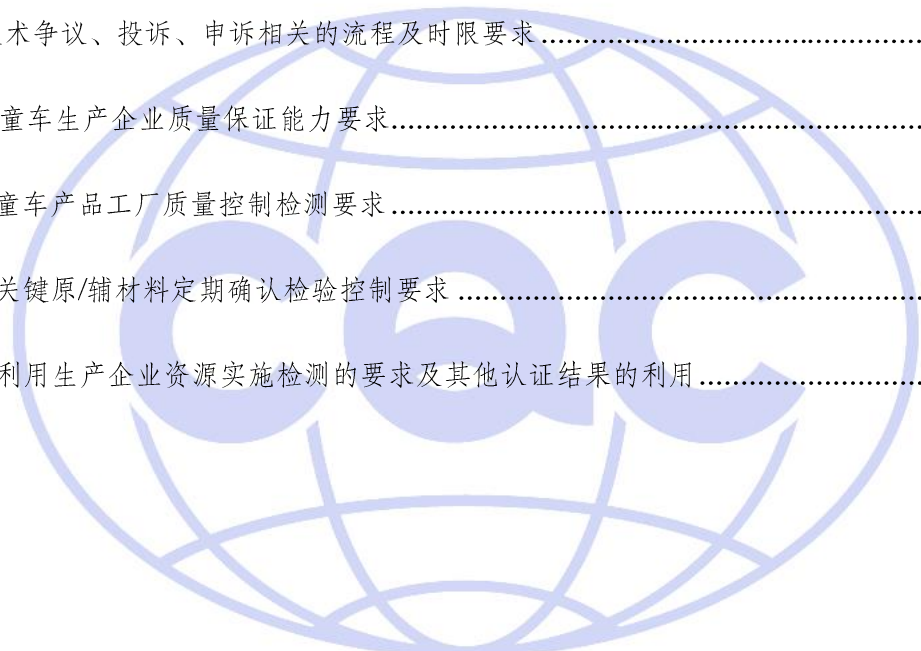 术争议、投诉、申诉相关的流程及时限要求
童车生产企业质量保证能力要求
童车产品工厂质量控制检测要求
关键原/辅材料定期确认检验控制要求
利用生产企业资源实施检测的要求及其他认证结果的利用
CQC